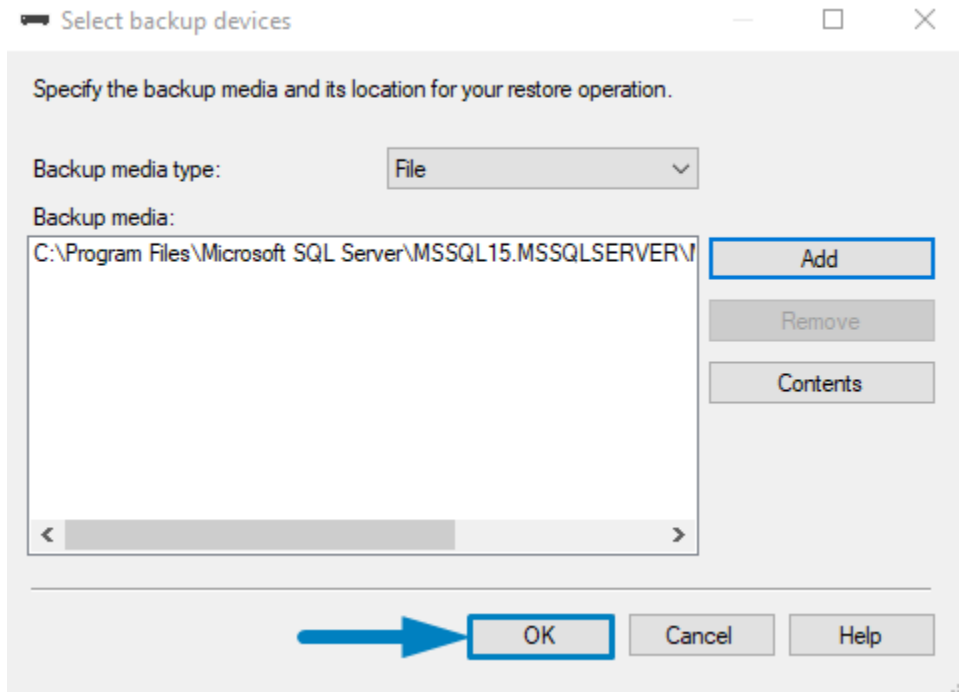 Select backup devices
Specify the backup media and its location for your restore operation.
Backup media type:
File
Backup media:
C:\Program Files\Microsoft SQL Server\MSSQL15.MSSQLSERVER\
Add
Remove
Contents
OK
Cancel
Help